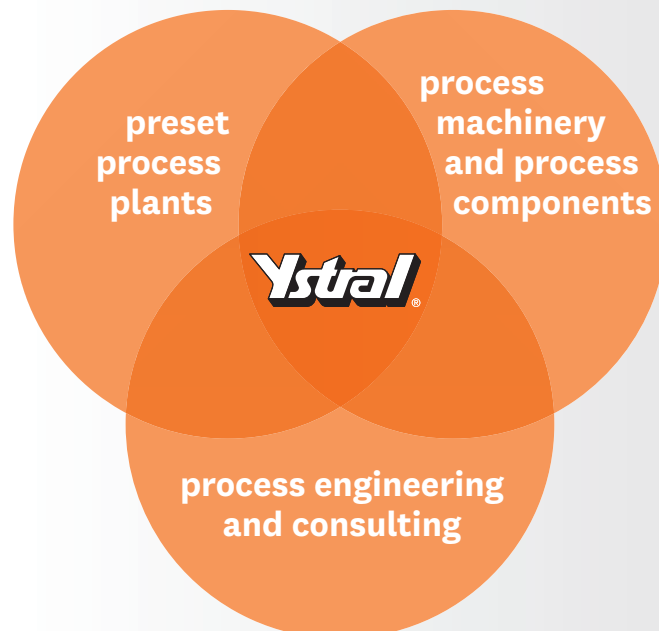 preset
process
plants
process
machinery
and process
components
Ystral®
process engineering
and consulting